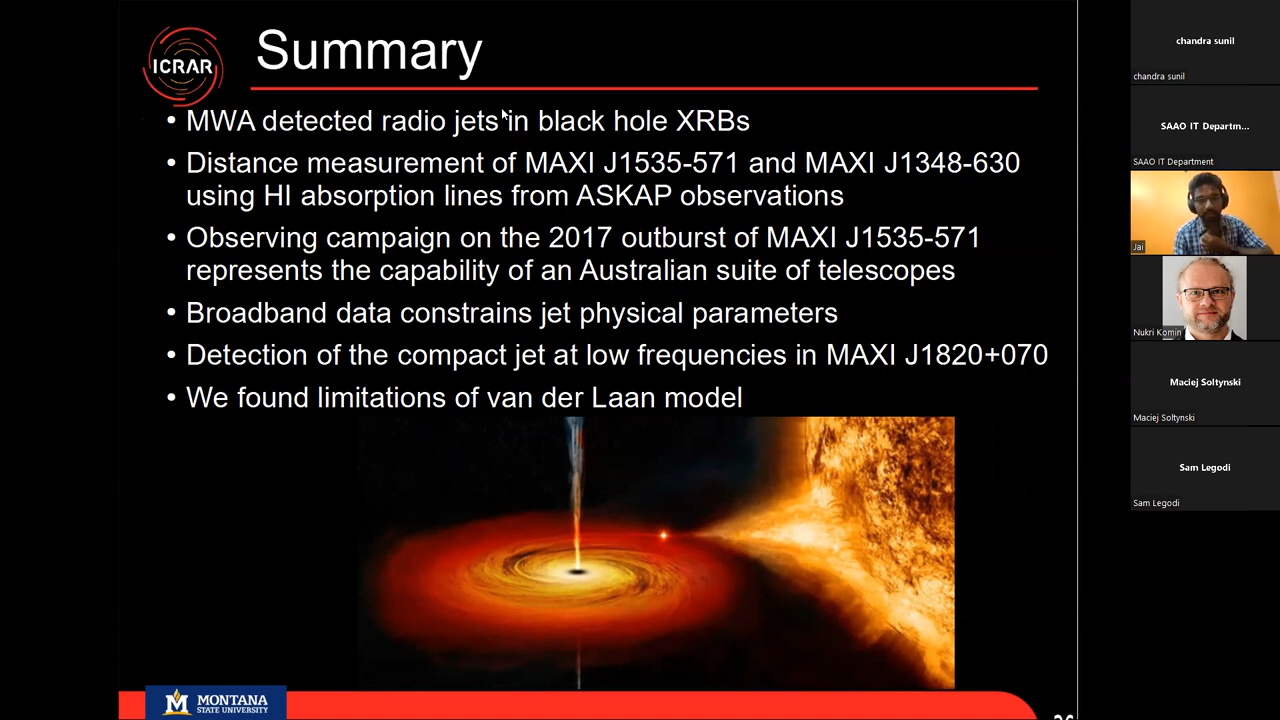 ICRAR
Summary
• MWA detected radio jets in black hole XRBs
• Distance measurement of MAXI J1535-571 and MAXI J1348-630
using HI absorption lines from ASKAP observations
• Observing campaign on the 2017 outburst of MAXI J1535-571
represents the capability of an Australian suite of telescopes
• Broadband data constrains jet physical parameters
• Detection of the compact jet at low frequencies in MAXI J1820+070
• We found limitations of van der Laan model
M MONTANA
STATE UNIVERSITY
chandra sunil
chandra sunil
SAAO IT Departm...
SAAO IT Department
Jai
Nukri Komin
Maciej Soltynski
Maciej Soltynski
Sam Legodi
Sam Legodi